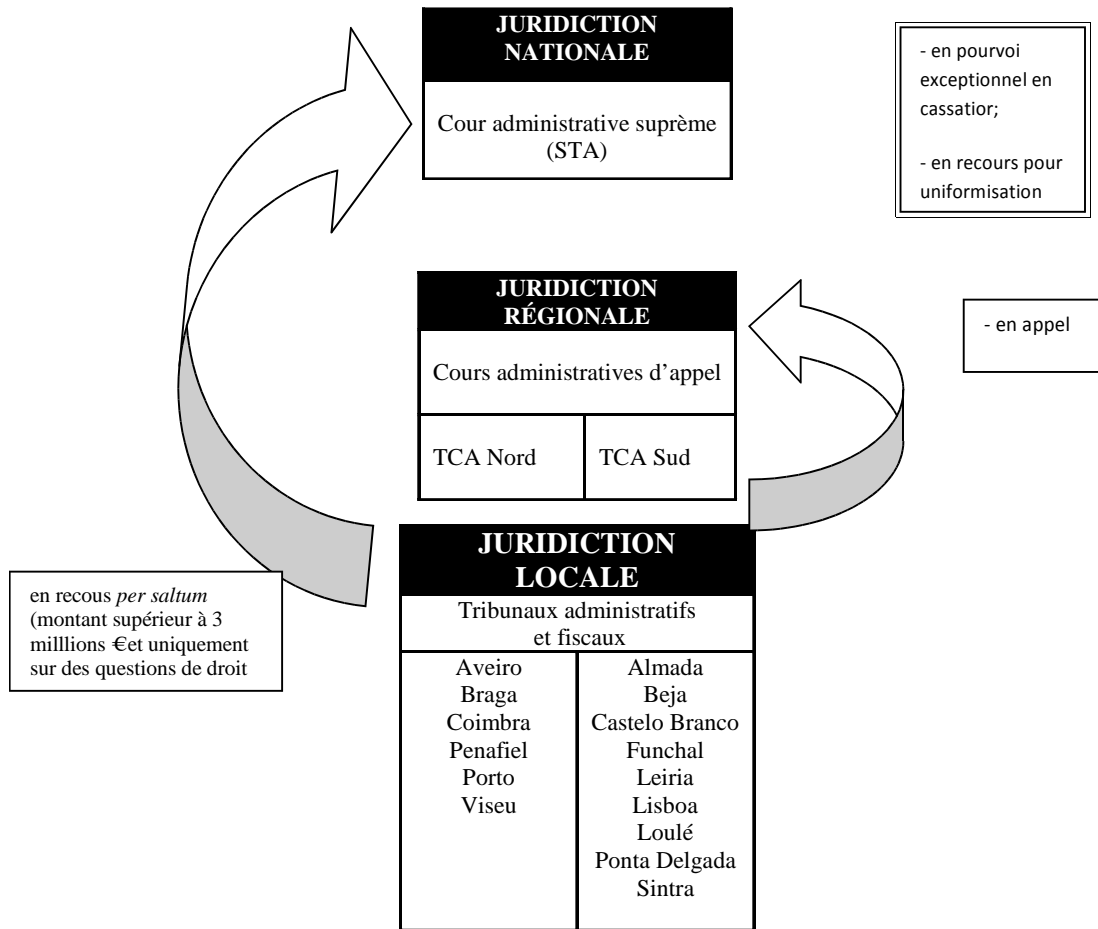 JURIDICTION
NATIONALE
Cour administrative suprème
(STA)
- en pourvoi
exceptionnel en
cassatior;
- en recours pour
uniformisation
JURIDICTION
RÉGIONALE
Cours administratives d’appel
TCA Nord
TCA Sud
- en appel
JURIDICTION
LOCALE
Tribunaux administratifs
et fiscaux
Aveiro
Braga
Coimbra
Penafiel
Porto
Viseu
Almada
Beja
Castelo Branco
Funchal
Leiria
Lisboa
Loulé
Ponta Delgada
Sintra
en recous per saltum
(montant supérieur à 3
milllions €et uniquement
sur des questions de droit